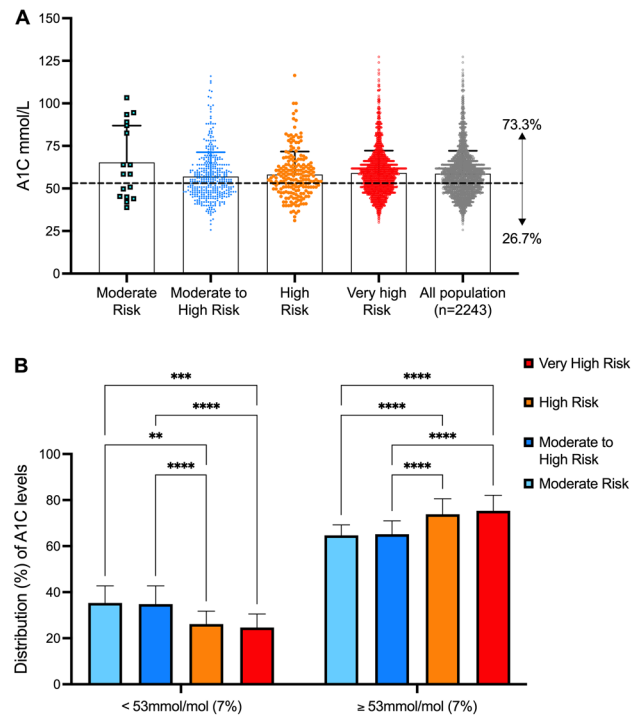 A
A1C mmol/L
150
125
100
75
50
25
0
73.3%
26.7%
Moderate
Risk
Moderate to
High Risk
High
Risk
Very high
Risk
All population
(n=2243)
B
Distribution (%) of A1C levels
100
80
60
40
20
0
***
****
**
****
****
****
****
****
< 53mmol/mol (7%)
≥ 53mmol/mol (7%)
Very High Risk
High Risk
Moderate to
High Risk
Moderate Risk